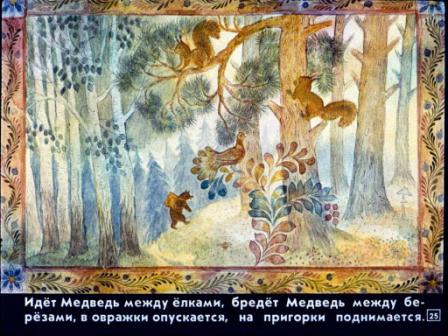 Идёт Медведь между ёлками, бредёт Медведь между бе-
рёзами, в овражки опускается, на пригорки поднимается. 25